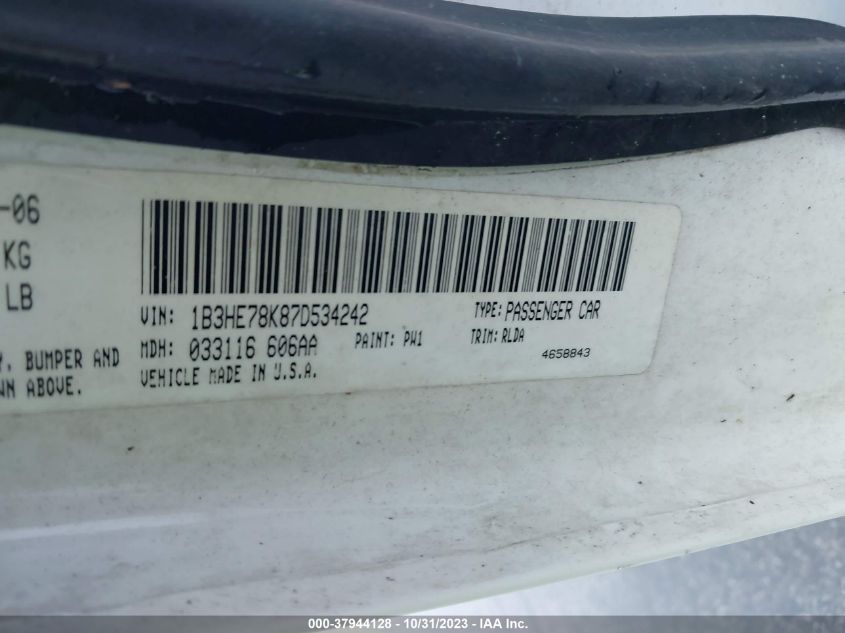 -06
KG
LB
VIN: 1B3HE78K87D534242 TYPE: PASSENGER CAR
Y, BUMPER AND MDH: 033116 606AA PAINT: PW1 TRIM: RLDA
WN ABOVE. VEHICLE MADE IN U.S.A. 4658843
000-37944128 - 10/31/2023 - IAA Inc.